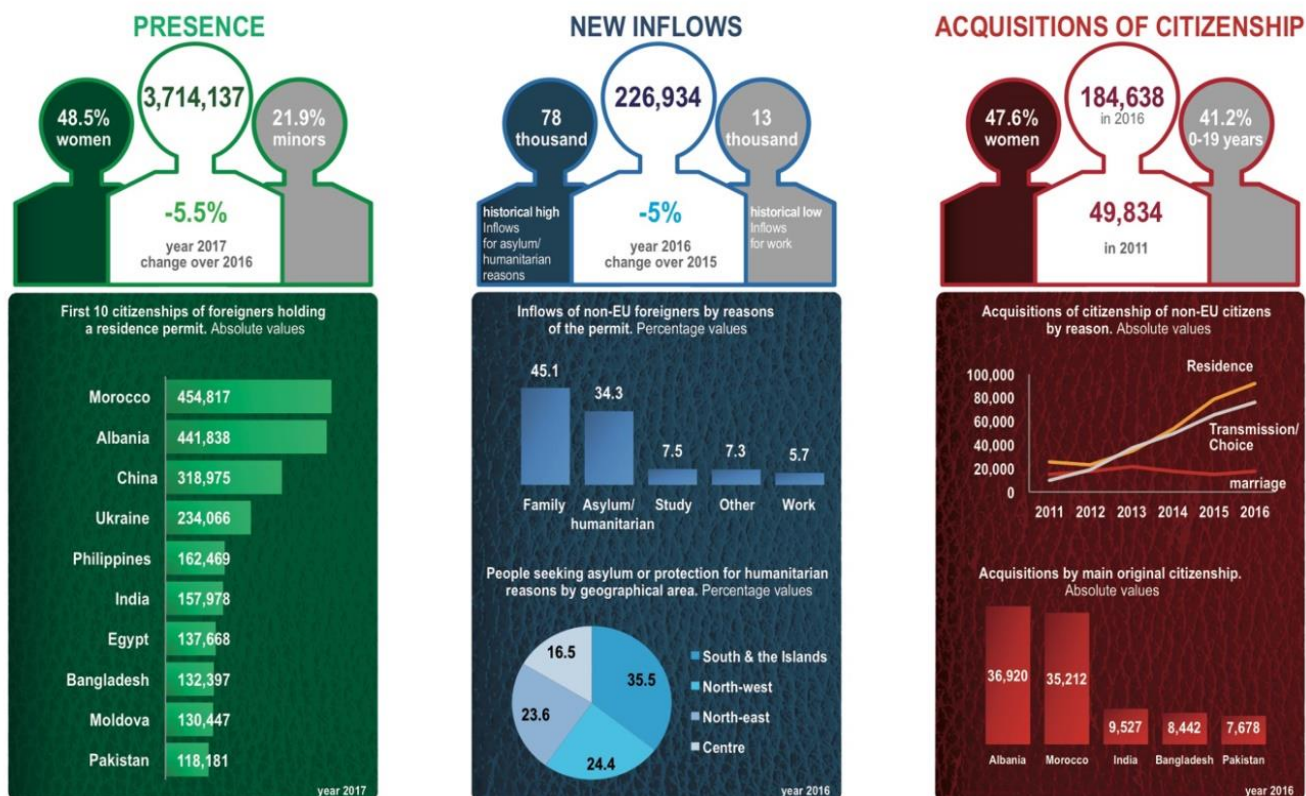 PRESENCE
48.5%
women
3,714,137
21.9%
minors
-5.5%
year 2017
change over 2016
First 10 citizenships of foreigners holding
a residence permit. Absolute values
Morocco 454,817
Albania 441,838
China 318,975
Ukraine 234,066
Philippines 162,469
India 157,978
Egypt 137,668
Bangladesh 132,397
Moldova 130,447
Pakistan 118,181
year 2017
NEW INFLOWS
78
thousand
226,934
13
thousand
historical high
Inflows
for asylum/
humanitarian
reasons
-5%
year 2016
change over 2015
historical low
Inflows
for work
Inflows of non-EU foreigners by reasons
of the permit. Percentage values
45.1
34.3
7.5
7.3
5.7
Family
Asylum/
humanitarian
Study
Other
Work
People seeking asylum or protection for humanitarian
reasons by geographical area. Percentage values
16.5
35.5
23.6
24.4
South & the Islands
North-west
North-east
Centre
year 2016
ACQUISITIONS OF CITIZENSHIP
47.6%
women
184,638
in 2016
41.2%
0-19 years
49,834
in 2011
Acquisitions of citizenship of non-EU citizens
by reason. Absolute values
100,000
80,000
60,000
40,000
20,000
0
Residence
Transmission/
Choice
marriage
2011 2012 2013 2014 2015 2016
Acquisitions by main original citizenship.
Absolute values
36,920
35,212
9,527
8,442
7,678
Albania Morocco India Bangladesh Pakistan
year 2016